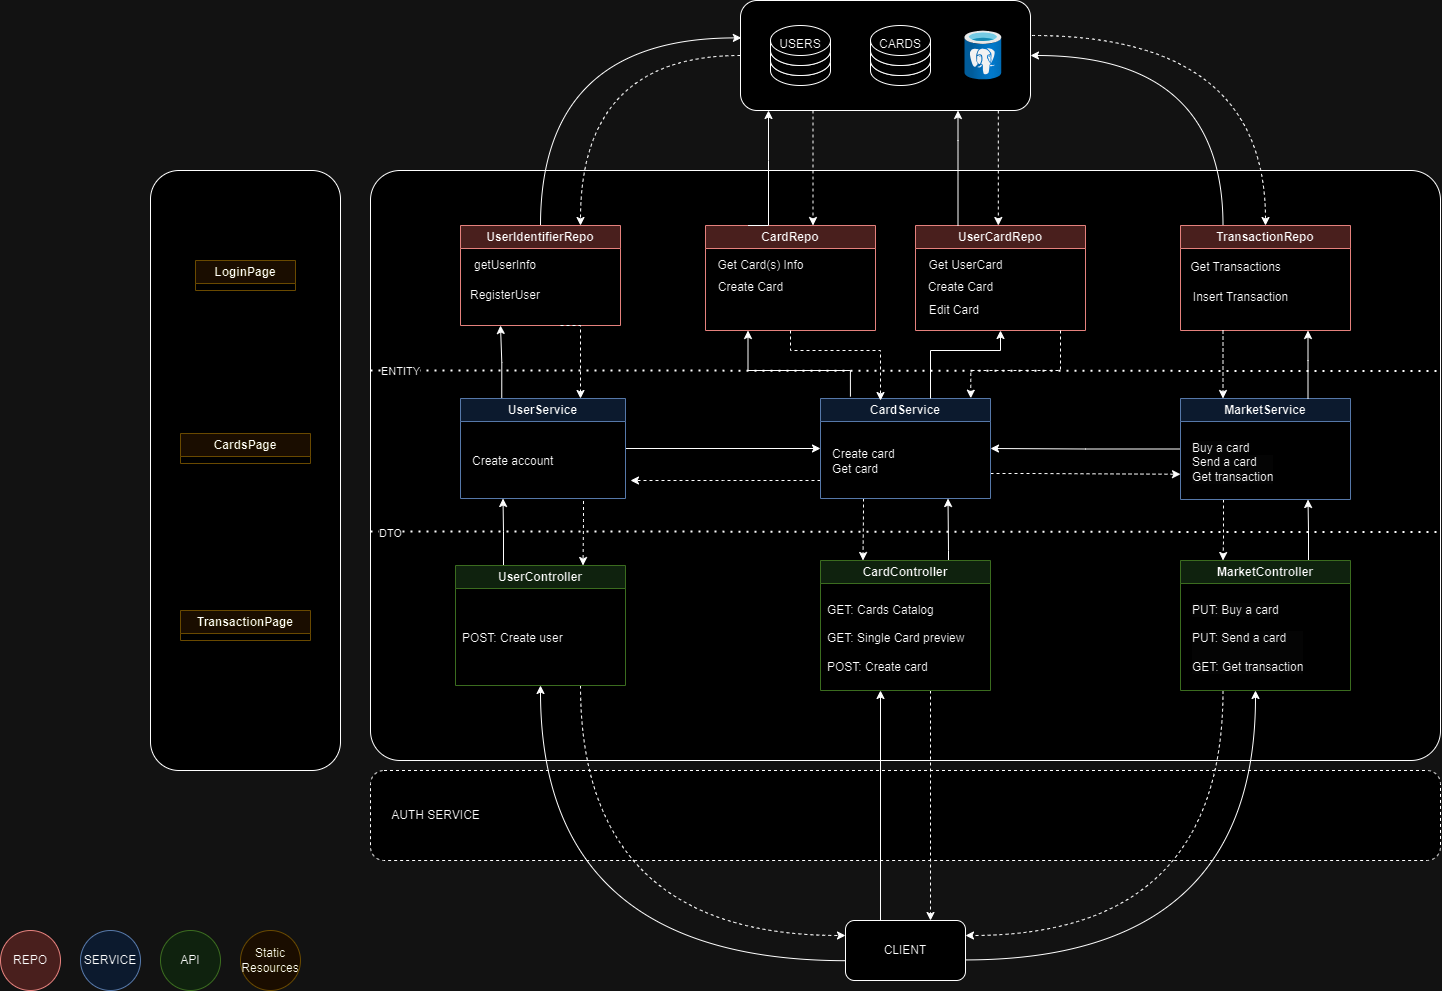 USERS
CARDS
UserIdentifierRepo
getUserInfo
RegisterUser
CardRepo
Get Card(s) Info
Create Card
UserCardRepo
Get UserCard
Create Card
Edit Card
TransactionRepo
Get Transactions
Insert Transaction
LoginPage
CardsPage
TransactionPage
ENTITY
UserService
Create account
CardService
Create card
Get card
MarketService
Buy a card
Send a card
Get transaction
DTO
UserController
POST: Create user
CardController
GET: Cards Catalog
GET: Single Card preview
POST: Create card
MarketController
PUT: Buy a card
PUT: Send a card
GET: Get transaction
AUTH SERVICE
CLIENT
REPO
SERVICE
API
Static
Resources